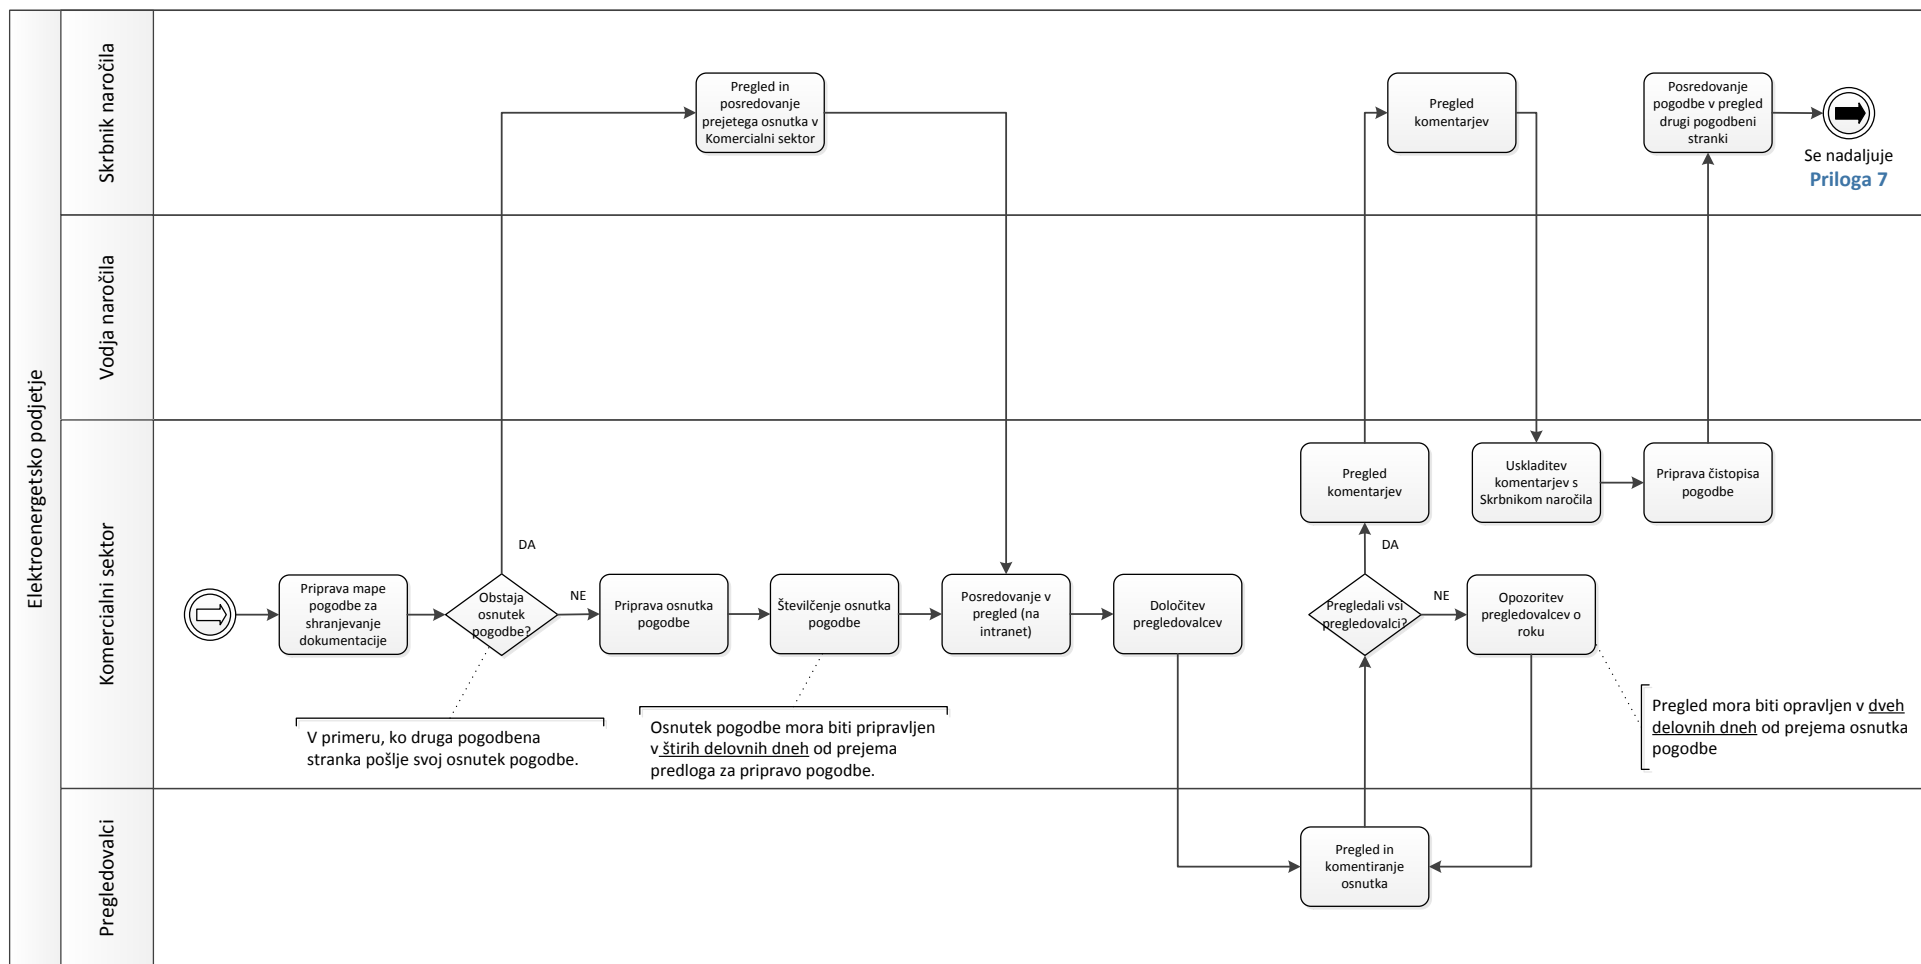 Elektroenergetsko podjetje
Skrbnik naročila
Pregled in
posredovanje
prejetega osnutka v
Komercialni sektor
Pregled
komentarjev
Posredovanje
pogodbe v pregled
drugi pogodbeni
stranki
Se nadaljuje
Priloga 7
Vodja naročila
Komercialni sektor
Priprava mape
pogodbe za
shranjevanje
dokumentacije
Obstaja
osnutek
pogodbe?
DA
NE
Priprava osnutka
pogodbe
Številčenje osnutka
pogodbe
Posredovanje v
pregled (na
intranet)
Določitev
pregledovalcev
Pregledali vsi
pregledovalci?
DA
NE
Pregled
komentarjev
Uskladitev
komentarjev s
Skrbnikom naročila
Priprava čistopisa
pogodbe
Opozoritev
pregledovalcev o
roku
V primeru, ko druga pogodbena
stranka pošlje svoj osnutek pogodbe.
Osnutek pogodbe mora biti pripravljen
v štirih delovnih dneh od prejema
predloga za pripravo pogodbe.
Pregled mora biti opravljen v dveh
delovnih dneh od prejema osnutka
pogodbe
Pregledovalci
Pregled in
komentiranje
osnutka